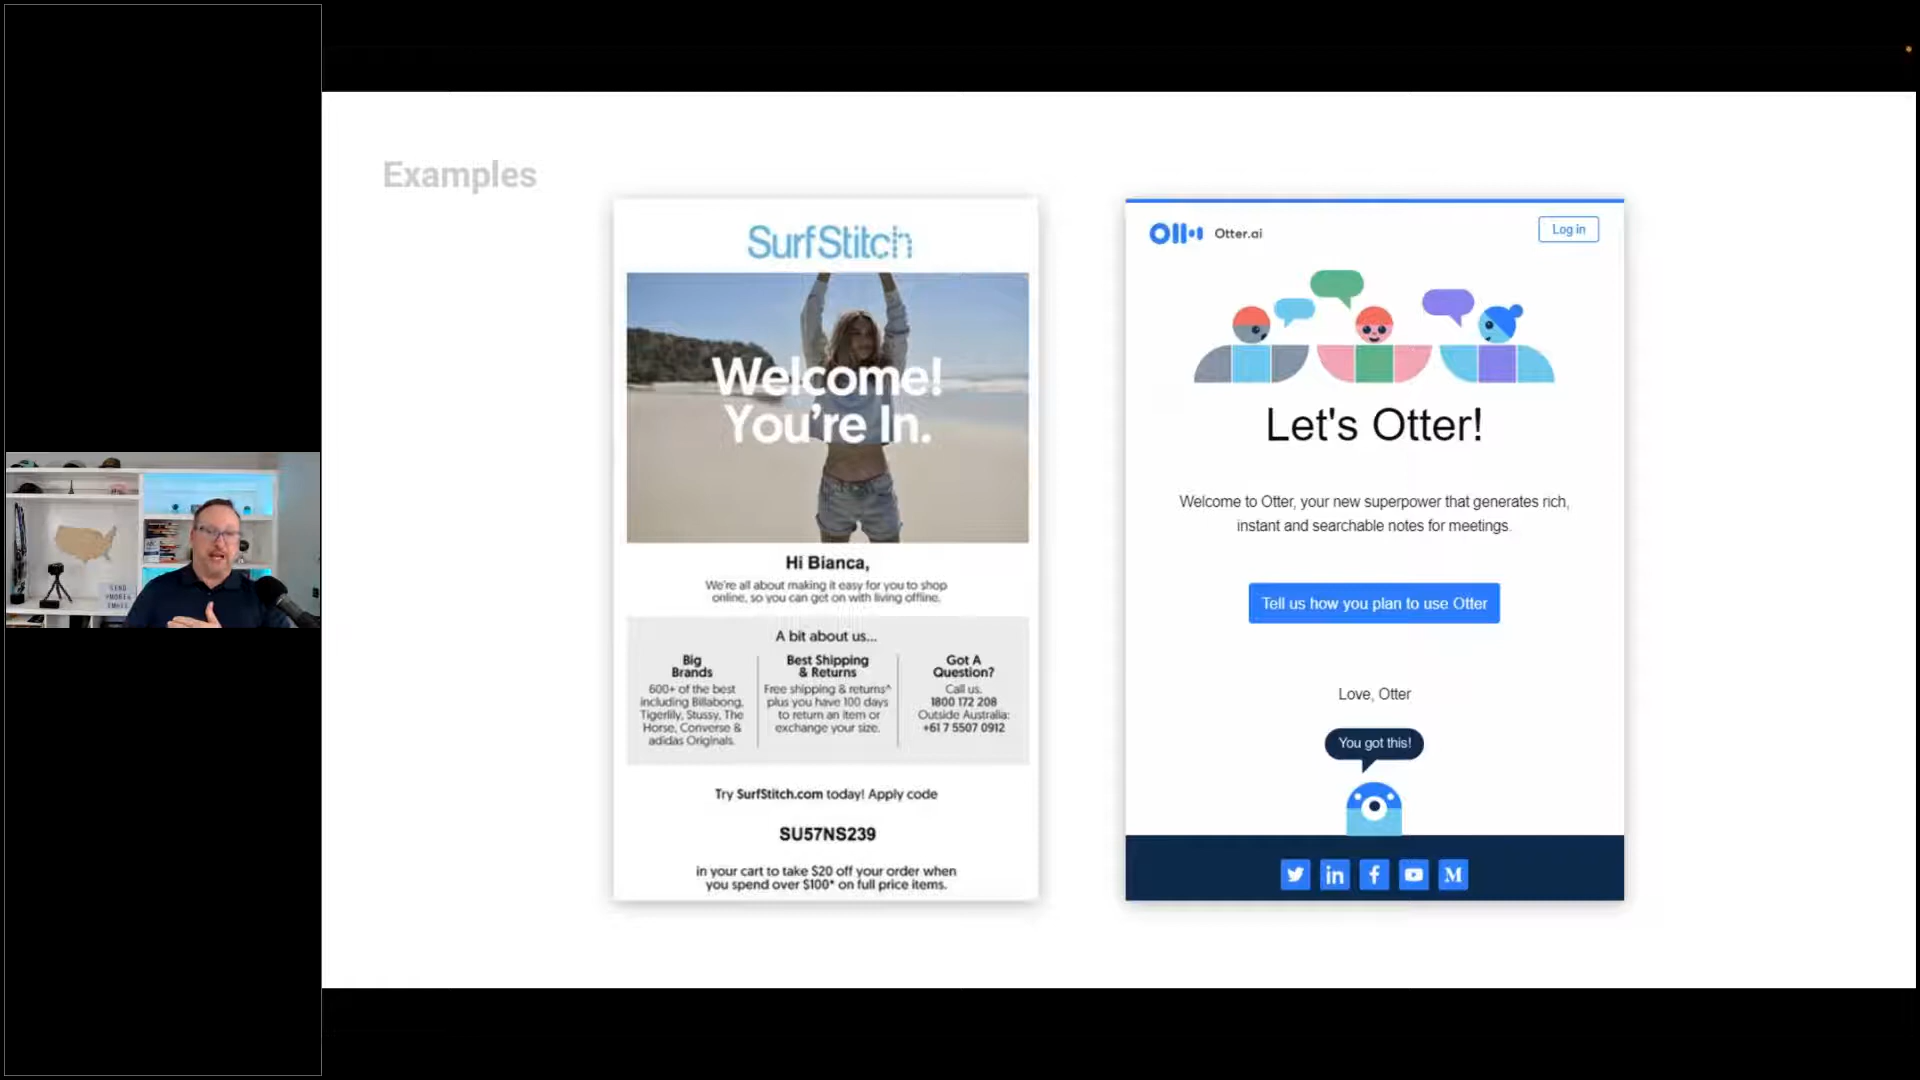 Examples
SurfStitch
Welcome!
You're In.
Hi Bianca,
We're all about making it easy for you to shop
online, so you can get on with living offline.
A bit about us...
Big
Brands
600+ of the best
including Billabong,
Tigerlily, Stussy, The
Horse, Converse &
adidas Originals.
Best Shipping
& Returns
Free shipping & returns^
plus you have 100 days
to return an item or
exchange your size.
Got A
Question?
Call us.
1800 172 208
Outside Australia:
+61 7 5507 0912
Try SurfStitch.com today! Apply code
SU57NS239
in your cart to take $20 off your order when
you spend over $100* on full price items.
Otter.ai
Log in
Let's Otter!
Welcome to Otter, your new superpower that generates rich,
instant and searchable notes for meetings.
Tell us how you plan to use Otter
Love, Otter
You got this!
SEND
EMAIL